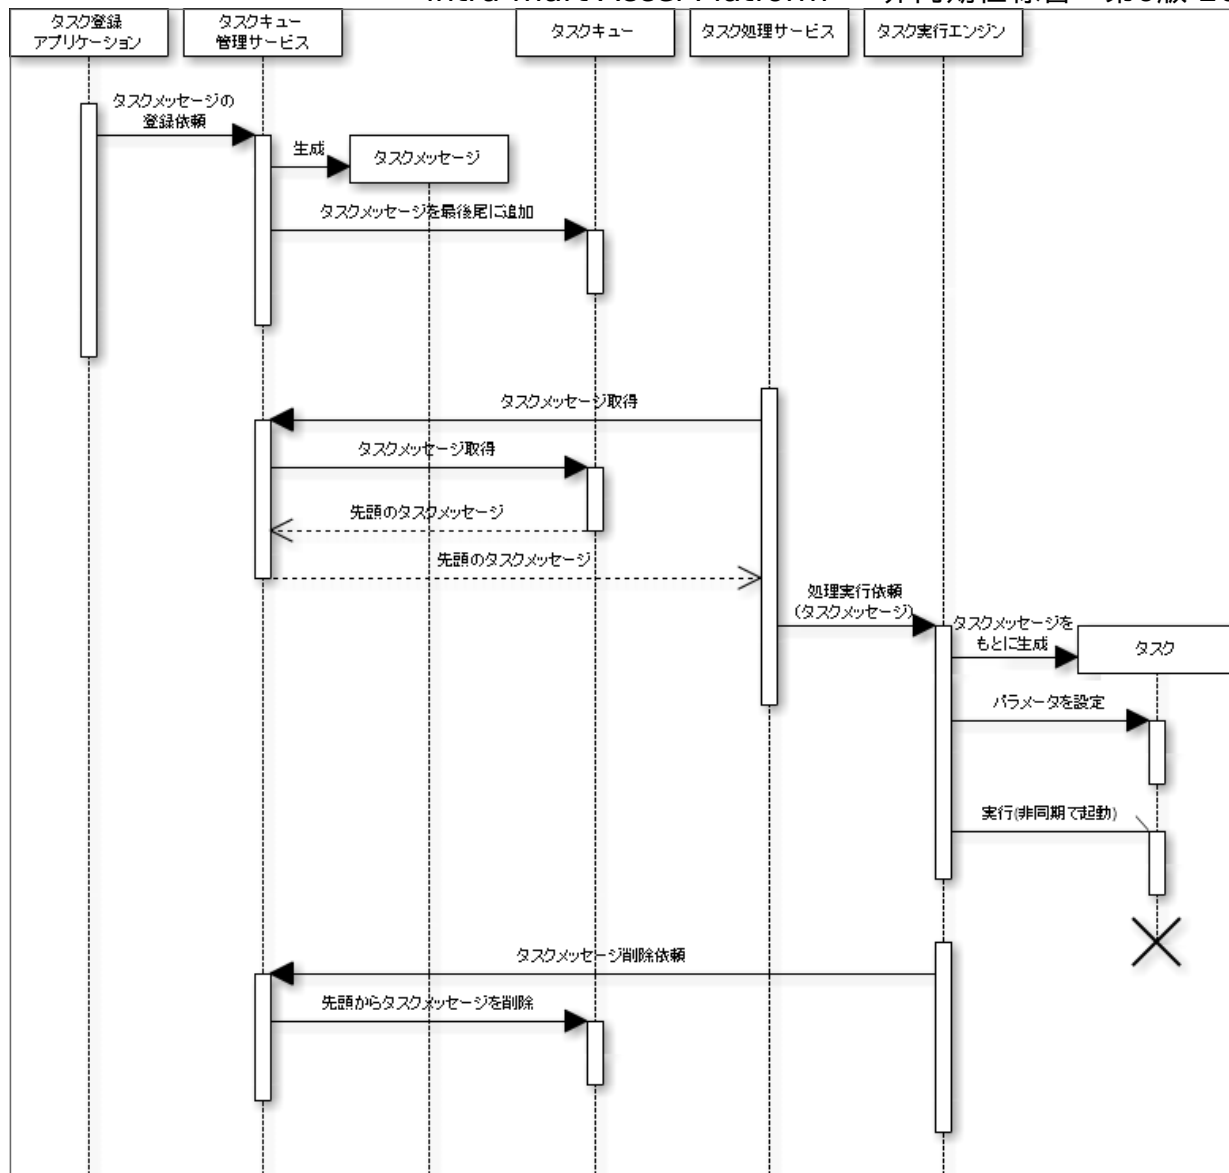 タスク登録
アプリケーション
タスクキュー
管理サービス
タスクキュー
タスク処理サービス
タスク実行エンジン
タスクメッセージの
登録依頼
生成
タスクメッセージ
タスクメッセージを最後尾に追加
タスクメッセージ取得
タスクメッセージ取得
先頭のタスクメッセージ
先頭のタスクメッセージ
処理実行依頼
(タスクメッセージ)
タスクメッセージを
もとに生成
タスク
パラメータを設定
実行(非同期で起動)
タスクメッセージ削除依頼
先頭からタスクメッセージを削除